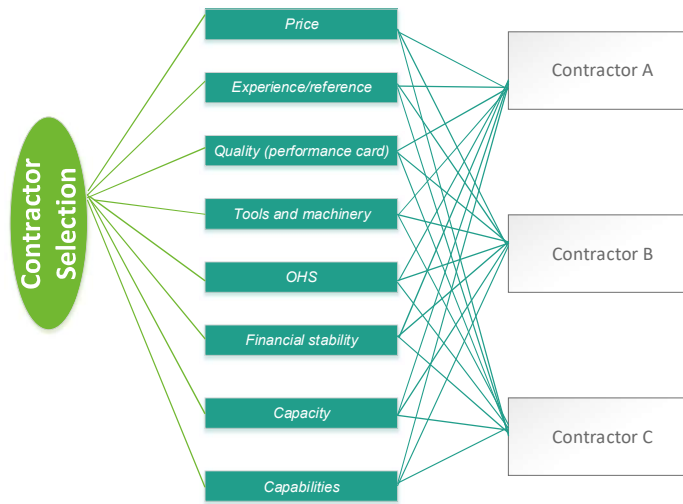 Contractor
Selection
Price
Experience/reference
Quality (performance card)
Tools and machinery
OHS
Financial stability
Capacity
Capabilities
Contractor A
Contractor B
Contractor C